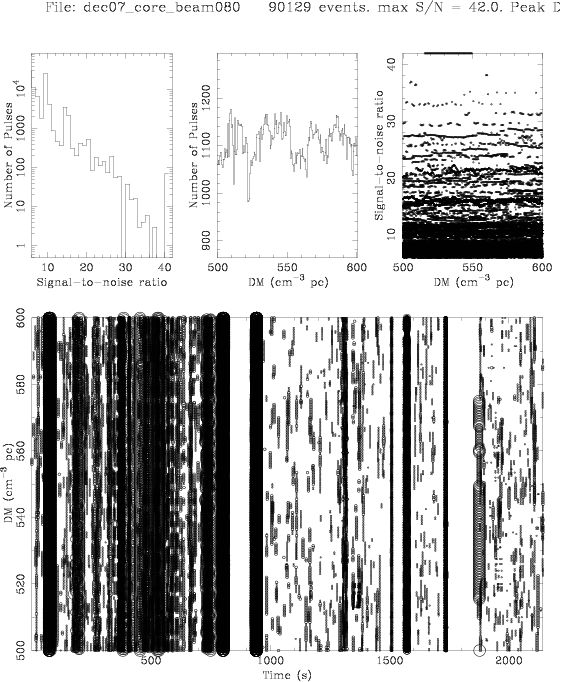 File: dec07_core_beam080 90129 events. max S/N = 42.0. Peak D
Number of Pulses
1 10 100 1000 10⁴
10 20 30 40
Signal-to-noise ratio
Number of Pulses
900 1000 1100 1200
500 550 600
DM (cm⁻³ pc)
Signal-to-noise ratio
10 20 30 40
500 550 600
DM (cm⁻³ pc)
DM (cm⁻³ pc)
500 520 540 560 580 600
500 1000 1500 2000
Time (s)